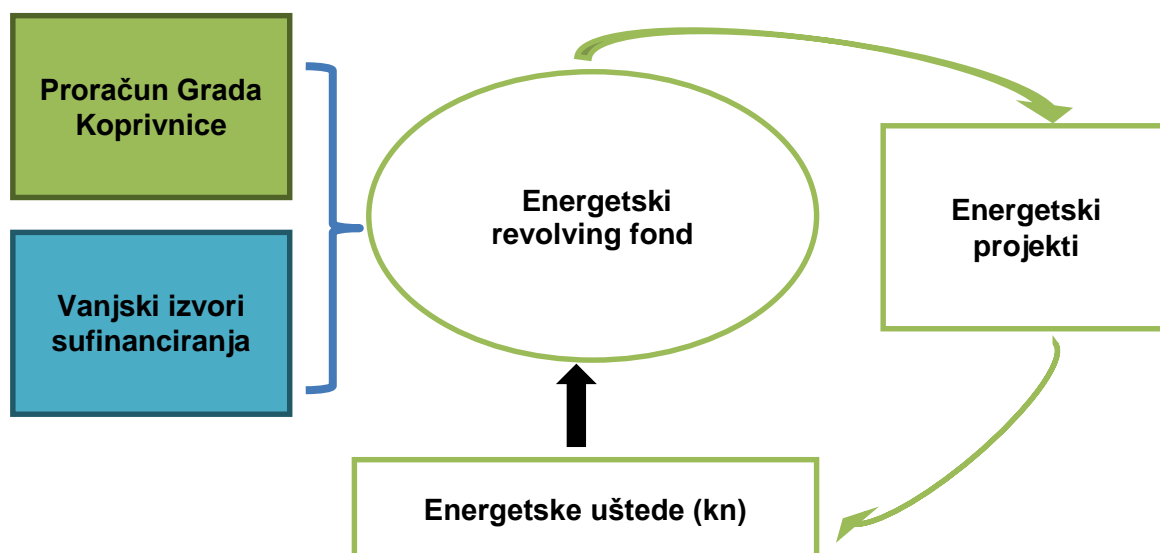 Proračun Grada
Koprivnice
Vanjski izvori
sufinanciranja
Energetski
revolving fond
Energetski
projekti
Energetske uštede (kn)